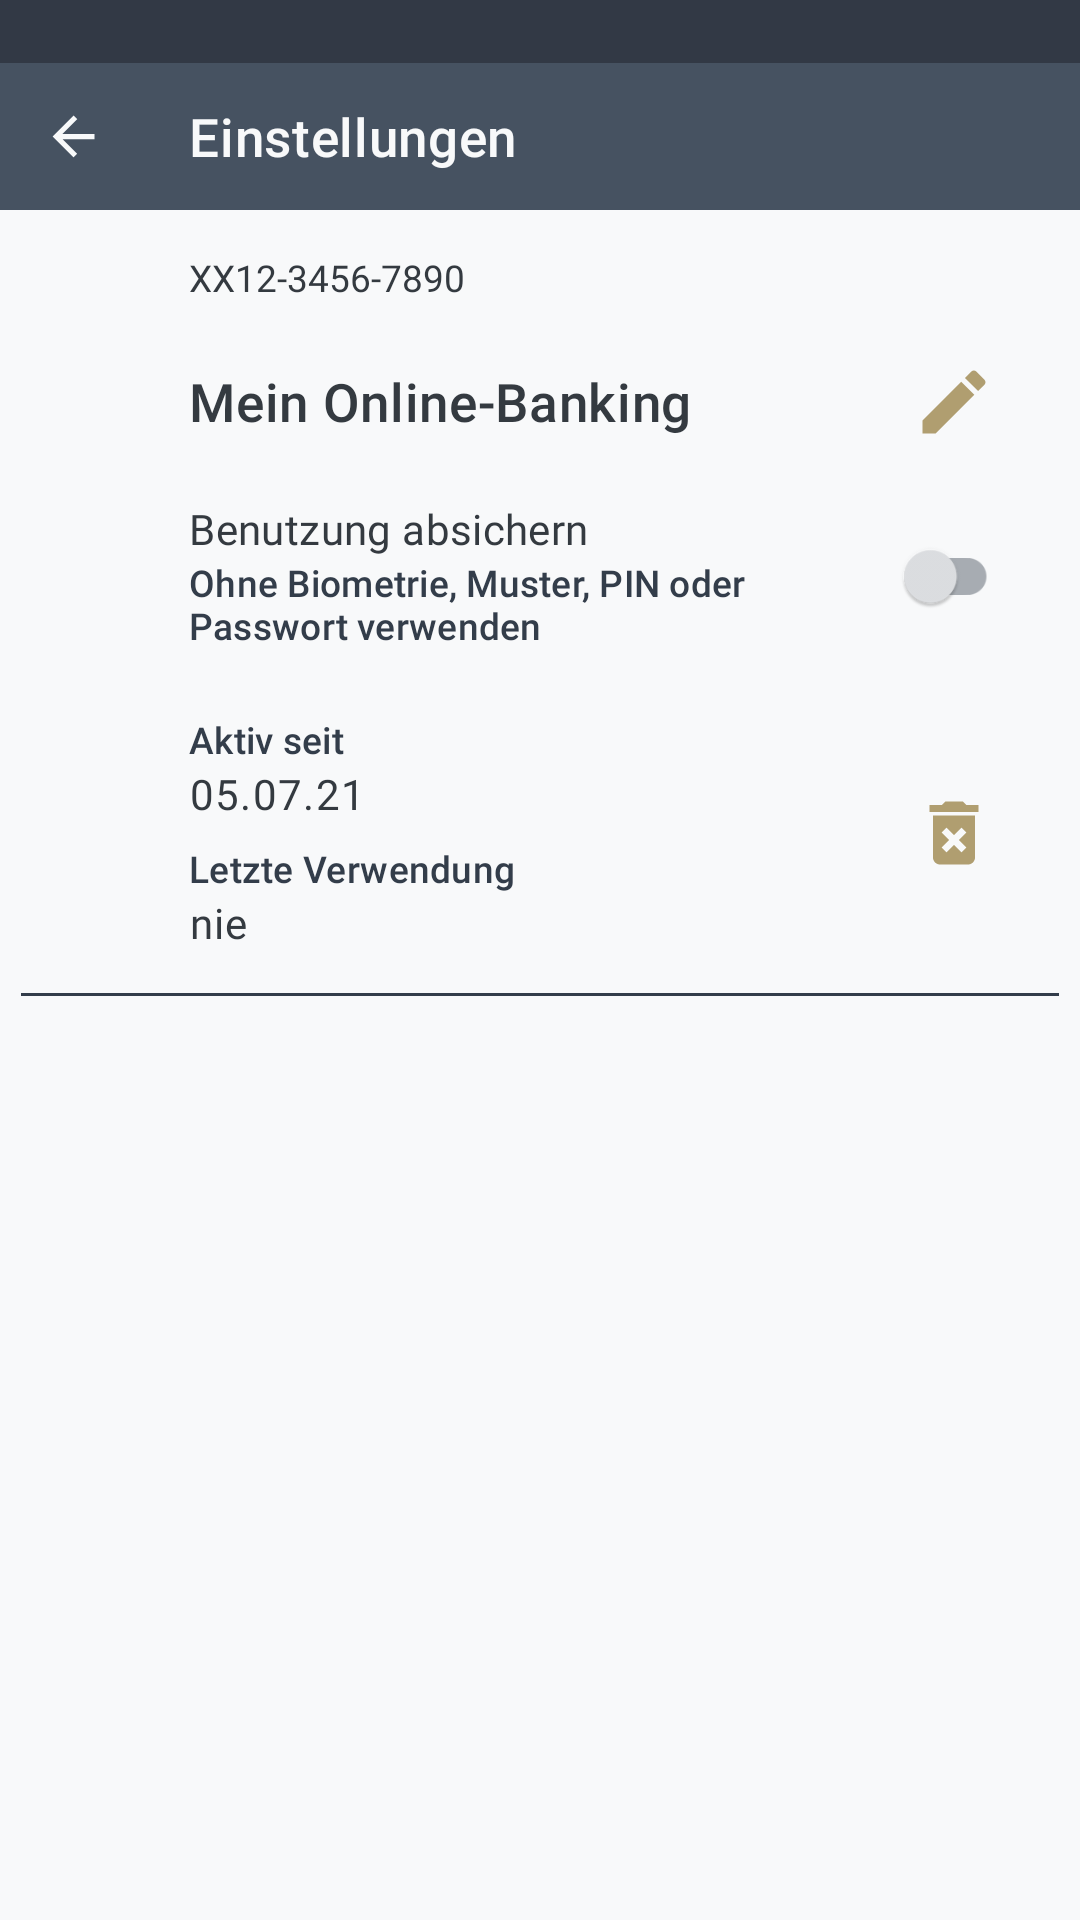 Einstellungen
XX12-3456-7890
Mein Online-Banking
Benutzung absichern
Ohne Biometrie, Muster, PIN oder
Passwort verwenden
Aktiv seit
05.07.21
Letzte Verwendung
nie